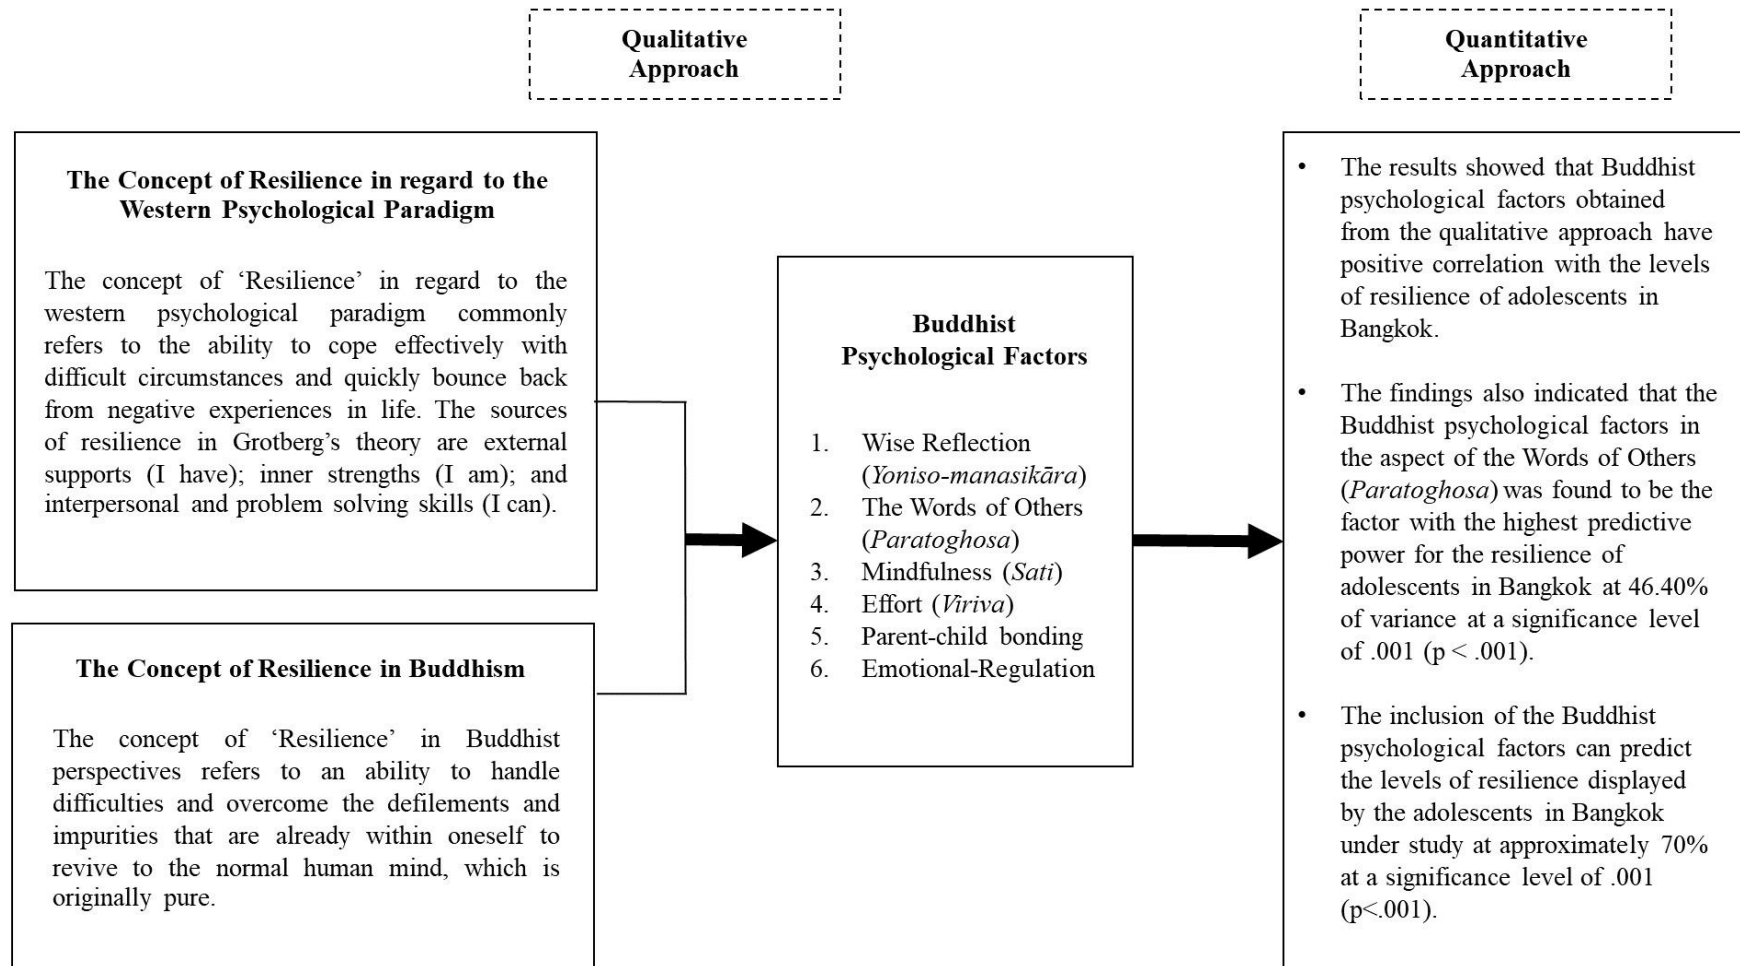 Qualitative
Approach
Quantitative
Approach
The Concept of Resilience in regard to the
Western Psychological Paradigm
The concept of ‘Resilience’ in regard to the
western psychological paradigm commonly
refers to the ability to cope effectively with
difficult circumstances and quickly bounce back
from negative experiences in life. The sources
of resilience in Grotberg’s theory are external
supports (I have); inner strengths (I am); and
interpersonal and problem solving skills (I can).
The Concept of Resilience in Buddhism
The concept of ‘Resilience’ in Buddhist
perspectives refers to an ability to handle
difficulties and overcome the defilements and
impurities that are already within oneself to
revive to the normal human mind, which is
originally pure.
Buddhist
Psychological Factors
1. Wise Reflection
(Yoniso-manasikāra)
2. The Words of Others
(Paratoghosa)
3. Mindfulness (Sati)
4. Effort (Viriva)
5. Parent-child bonding
6. Emotional-Regulation
• The results showed that Buddhist
psychological factors obtained
from the qualitative approach have
positive correlation with the levels
of resilience of adolescents in
Bangkok.
• The findings also indicated that the
Buddhist psychological factors in
the aspect of the Words of Others
(Paratoghosa) was found to be the
factor with the highest predictive
power for the resilience of
adolescents in Bangkok at 46.40%
of variance at a significance level
of .001 (p < .001).
• The inclusion of the Buddhist
psychological factors can predict
the levels of resilience displayed
by the adolescents in Bangkok
under study at approximately 70%
at a significance level of .001
(p<.001).